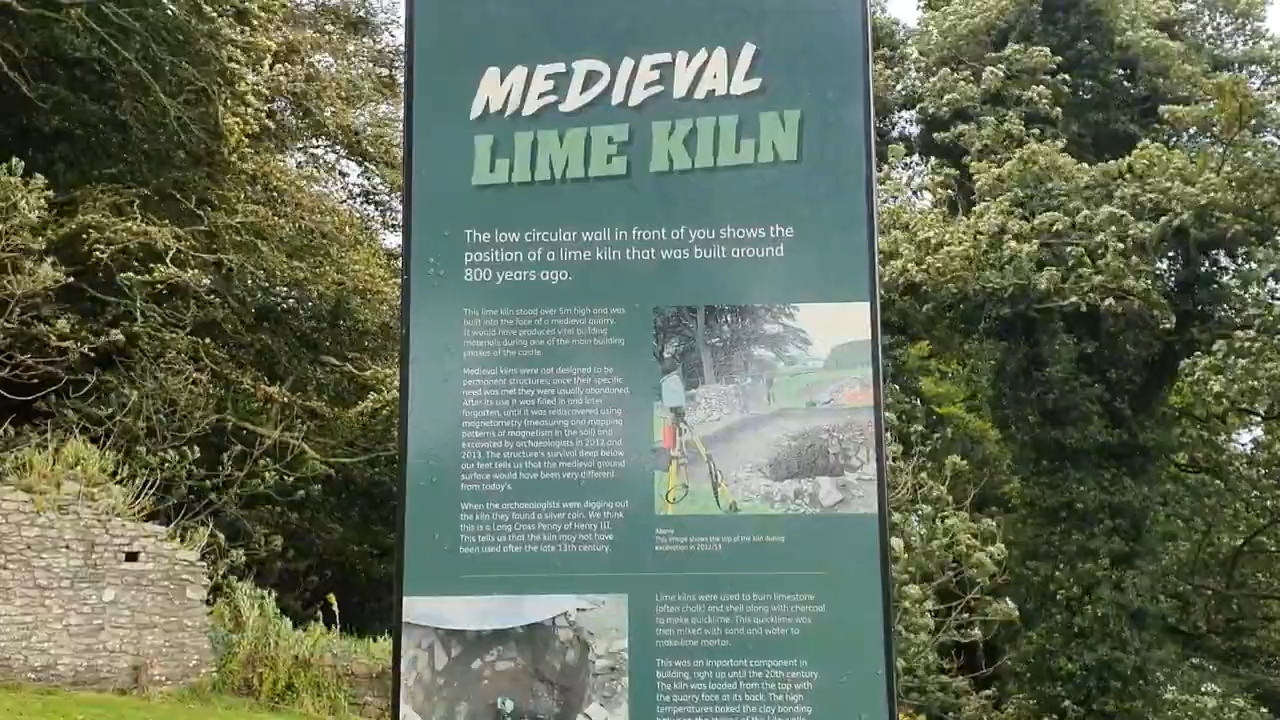 MEDIEVAL
LIME KILN
The low circular wall in front of you shows the
position of a lime kiln that was built around
800 years ago.
This lime kiln stood over 5m high and was
built into the face of a medieval quarry.
It would have produced vital building
materials during one of the main building
phases of the castle.
Medieval kilns were not designed to be
permanent structures; once their specific
need was met they were usually abandoned.
After its use it was filled in and later
forgotten, until it was rediscovered using
magnetometry (measuring and mapping
patterns of magnetism in the soil) and
excavated by archaeologists in 2012 and
2013. The structure's survival deep below
our feet tells us that the medieval ground
surface would have been very different
from today's.
When the archaeologists were digging out
the kiln they found a silver coin. We think
this is a Long Cross Penny of Henry III.
This tells us that the kiln may not have
been used after the late 13th century.
Above
This image shows the top of the kiln during
excavation in 2012/13
Lime kilns were used to burn limestone
(often chalk) and shell along with charcoal
to make quicklime. This quicklime was
then mixed with sand and water to
make lime mortar.
This was an important component in
building, right up until the 20th century.
The kiln was loaded from the top with
the quarry face at its back. The high
temperatures baked the clay bonding